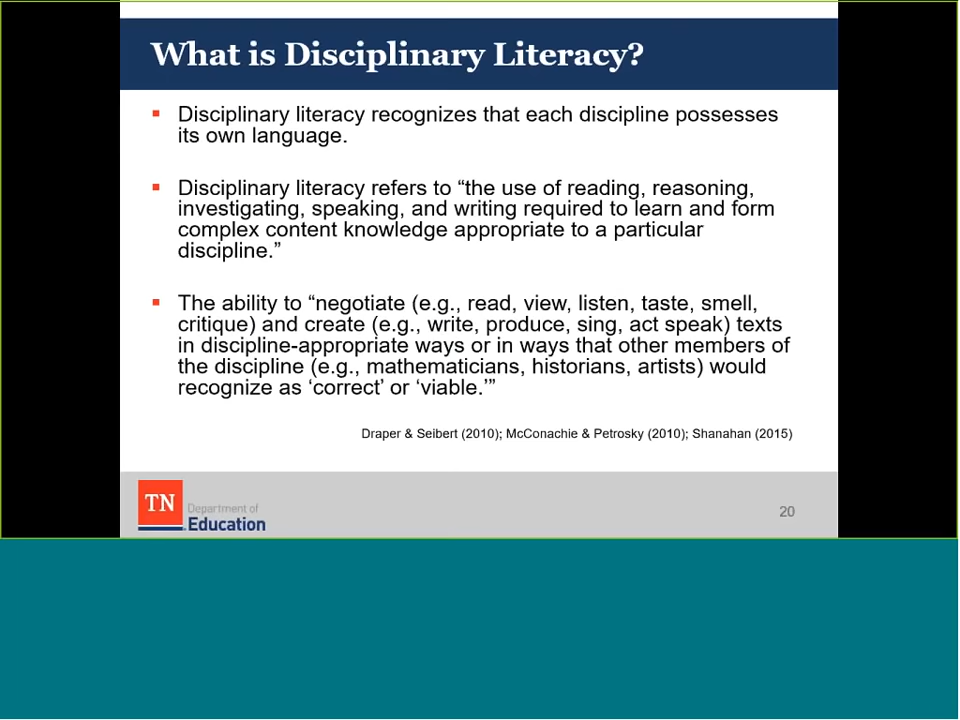 What is Disciplinary Literacy?
▪ Disciplinary literacy recognizes that each discipline possesses
its own language.
▪ Disciplinary literacy refers to “the use of reading, reasoning,
investigating, speaking, and writing required to learn and form
complex content knowledge appropriate to a particular
discipline.”
▪ The ability to “negotiate (e.g., read, view, listen, taste, smell,
critique) and create (e.g., write, produce, sing, act speak) texts
in discipline-appropriate ways or in ways that other members of
the discipline (e.g., mathematicians, historians, artists) would
recognize as ‘correct’ or ‘viable.’”
Draper & Seibert (2010); McConachie & Petrosky (2010); Shanahan (2015)
TN
Department of
Education
20